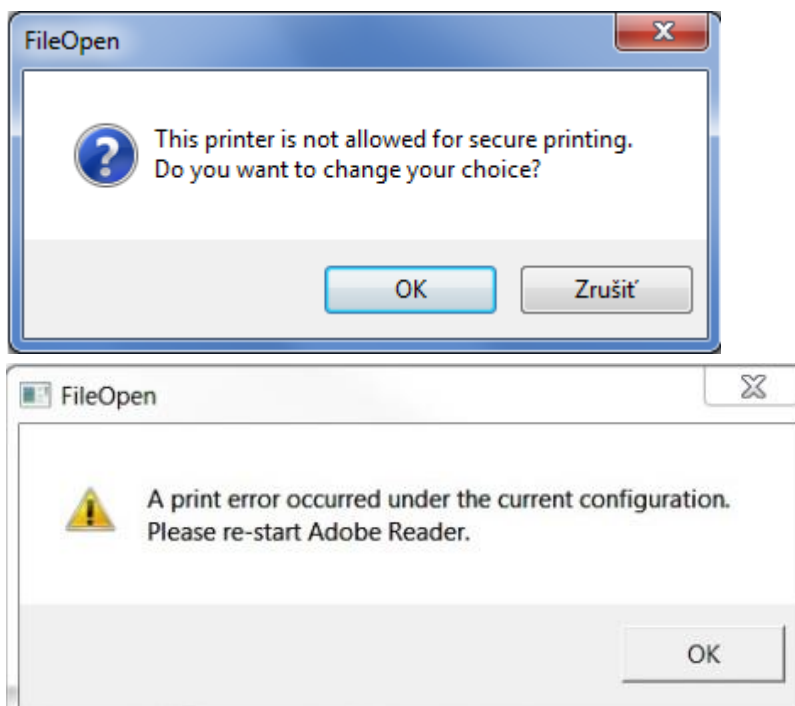 FileOpen
This printer is not allowed for secure printing.
Do you want to change your choice?
OK
Zrušiť
FileOpen
A print error occurred under the current configuration.
Please re-start Adobe Reader.
OK